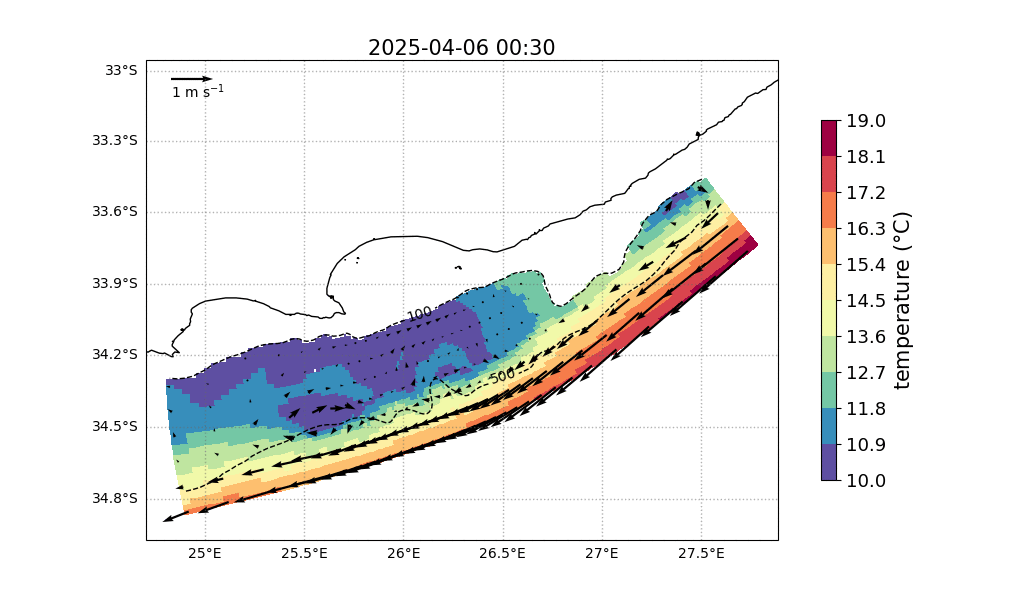 2025-04-06 00:30
33°S
33.3°S
33.6°S
33.9°S
34.2°S
34.5°S
34.8°S
1 m s⁻¹
100
500
25°E
25.5°E
26°E
26.5°E
27°E
27.5°E
19.0
18.1
17.2
16.3
15.4
14.5
13.6
12.7
11.8
10.9
10.0
temperature (°C)